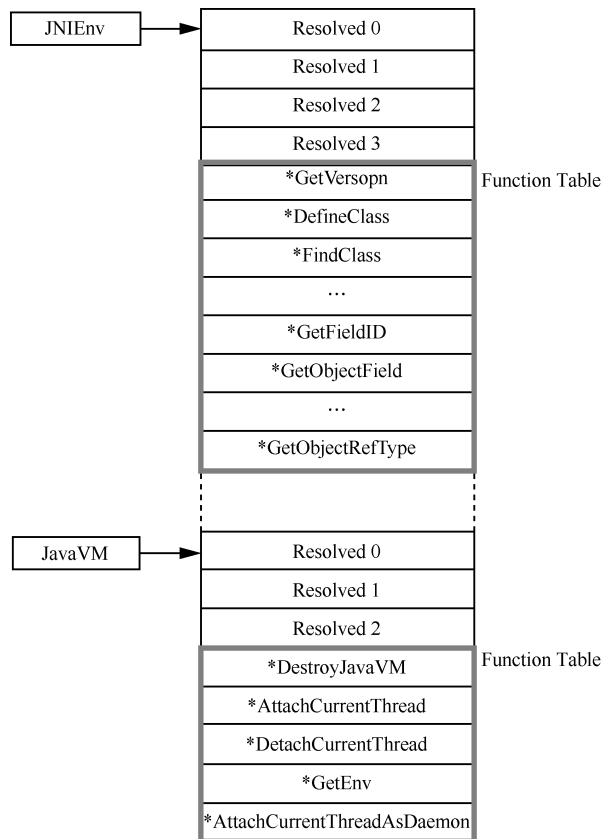 JNIEnv
Resolved 0
Resolved 1
Resolved 2
Resolved 3
*GetVersopn
Function Table
*DefineClass
*FindClass
...
*GetFieldID
*GetObjectField
...
*GetObjectRefType
JavaVM
Resolved 0
Resolved 1
Resolved 2
*DestroyJavaVM
Function Table
*AttachCurrentThread
*DetachCurrentThread
*GetEnv
*AttachCurrentThreadAsDaemon